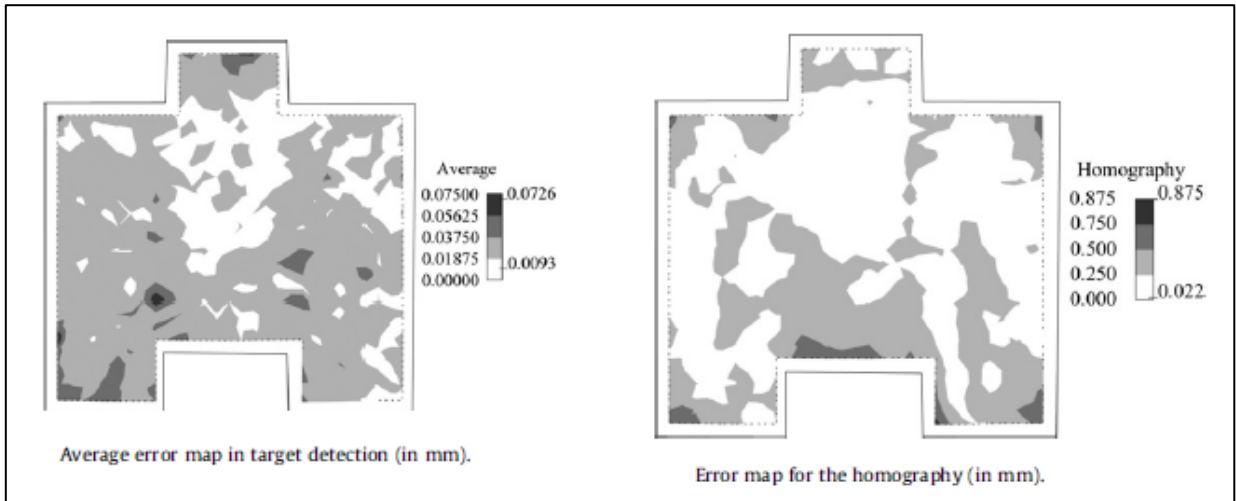 Average
0.07500 0.0726
0.05625
0.03750
0.01875 0.0093
0.00000
Average error map in target detection (in mm).
Homography
0.875 0.875
0.750
0.500
0.250
0.000 0.022
Error map for the homography (in mm).